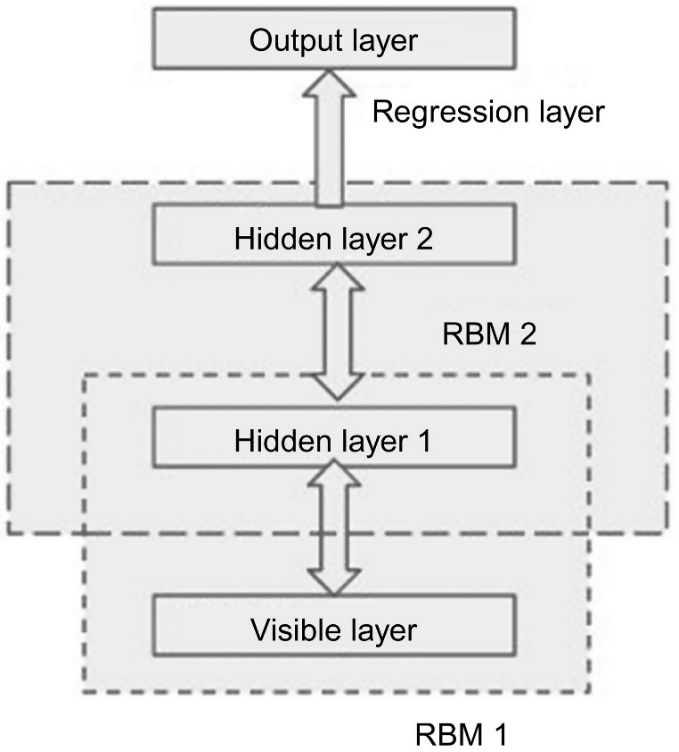 Output layer
Regression layer
Hidden layer 2
RBM 2
Hidden layer 1
Visible layer
RBM 1